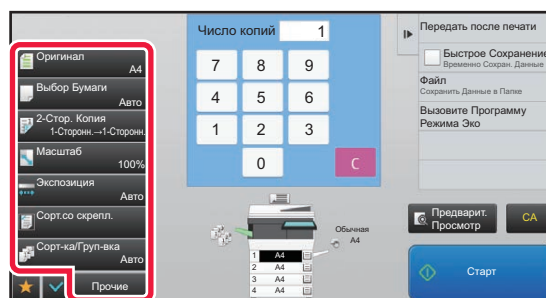 Оригинал
A4
Выбор Бумаги
Авто
2-Стор. Копия
1-Сторонн.→1-Сторонн.
Масштаб
100%
Экспозиция
Авто
Сорт.со скрепл.
Сорт-ка/Груп-вка
Авто
Прочие
Число копий 1
7 8 9
4 5 6
1 2 3
0 C
Обычная
A4
1 A4
2 A4
3 A4
4 A4
Передать после печати
Быстрое Сохранение
Временно Сохран. Данные
Файл
Сохранить Данные в Папке
Вызовите Программу
Режима Эко
Предварит.
Просмотр
CA
Старт